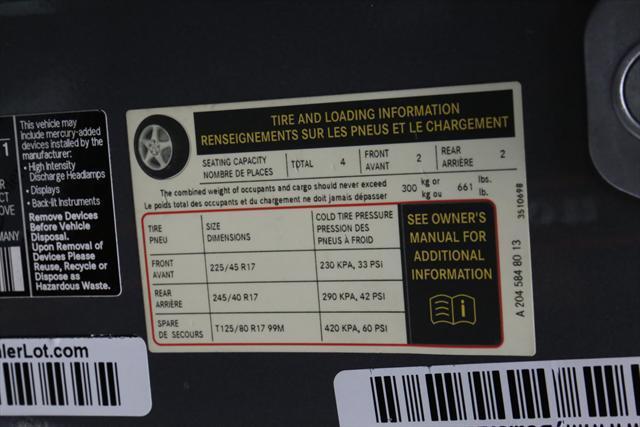 This vehicle may
include mercury-added
devices installed by the
manufacturer:
• High Intensity
Discharge Headlamps
• Displays
• Back-lit Instruments
Remove Devices
Before Vehicle
Disposal.
Upon Removal of
Devices Please
Reuse, Recycle or
Dispose as
Hazardous Waste.
TIRE AND LOADING INFORMATION
RENSEIGNEMENTS SUR LES PNEUS ET LE CHARGEMENT
SEATING CAPACITY
NOMBRE DE PLACES
TOTAL 4
FRONT
AVANT
2
REAR
ARRIÈRE
2
The combined weight of occupants and cargo should never exceed
Le poids total des occupants et du chargement ne doit jamais dépasser
300 kg or
kg ou
661 lbs.
lb.
TIRE
PNEU
SIZE
DIMENSIONS
COLD TIRE PRESSURE
PRESSION DES
PNEUS À FROID
FRONT
AVANT
225/45 R17
230 KPA, 33 PSI
REAR
ARRIÈRE
245/40 R17
290 KPA, 42 PSI
SPARE
DE SECOURS
T125/80 R17 99M
420 KPA, 60 PSI
SEE OWNER'S
MANUAL FOR
ADDITIONAL
INFORMATION
3510698
A 204 584 80 13
alerLot.com